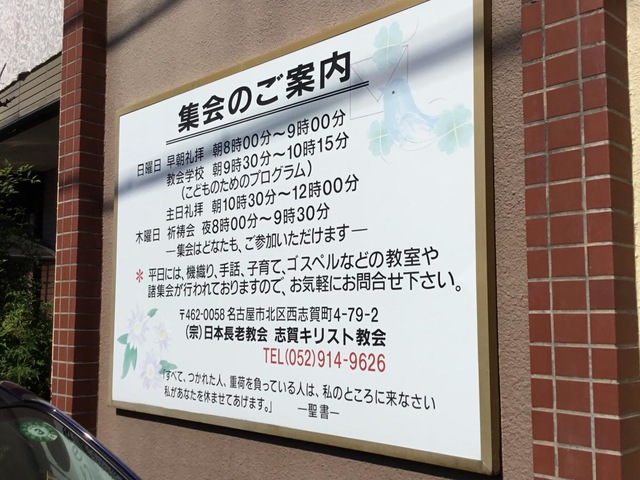 集会のご案内
日曜日 早朝礼拝 朝8時00分～9時00分
教会学校 朝9時30分～10時15分
(こどものためのプログラム)
主日礼拝 朝10時30分～12時00分
木曜日 祈祷会 夜8時00分～9時30分
―集会はどなたも、ご参加いただけます―
＊ 平日には、機織り、手話、子育て、ゴスペルなどの教室や
諸集会が行われておりますので、お気軽にお問合せ下さい。
〒462-0058 名古屋市北区西志賀町4-79-2
(宗)日本長老教会 志賀キリスト教会
TEL(052)914-9626
「すべて、つかれた人、重荷を負っている人は、私のところに来なさい
私があなたを休ませてあげます。」 ―聖書―